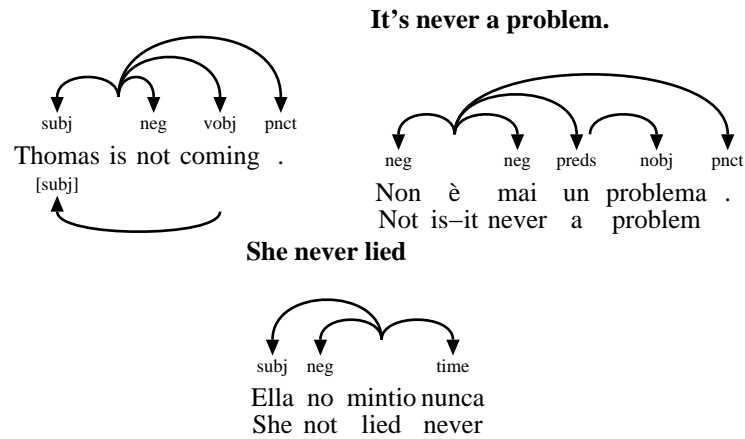 It's never a problem.
subj neg vobj pnct
Thomas is not coming .
[subj]
neg neg preds nobj pnct
Non è mai un problema .
Not is–it never a problem
She never lied
subj neg time
Ella no mintio nunca
She not lied never